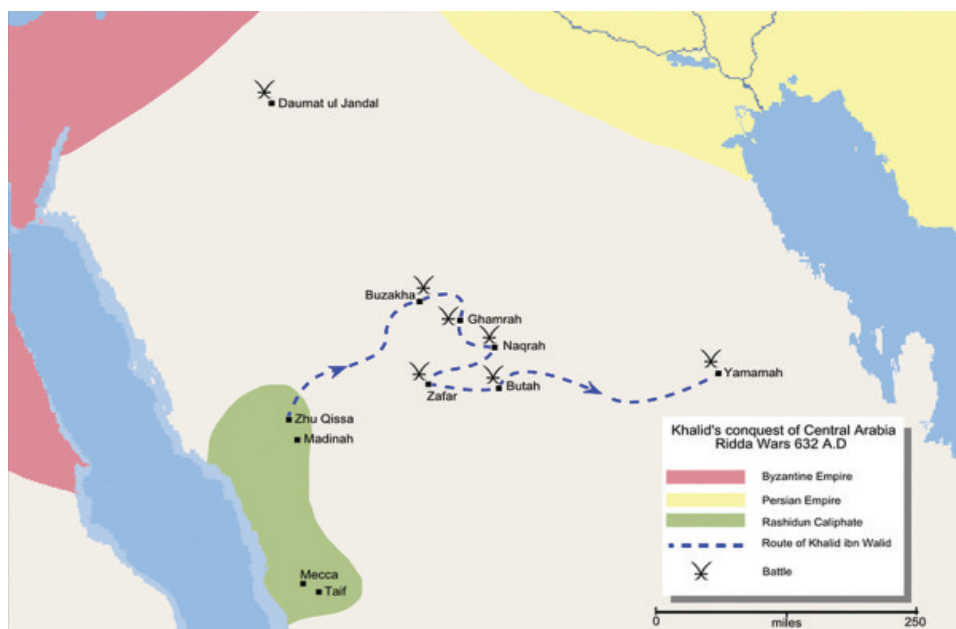 Daumat ul Jandal
Buzakha
Ghamrah
Naqrah
Yamamah
Zafar
Butah
Zhu Qissa
Madinah
Mecca
Taif
Khalid's conquest of Central Arabia
Ridda Wars 632 A.D
Byzantine Empire
Persian Empire
Rashidun Caliphate
Route of Khalid ibn Walid
Battle
0 miles 250